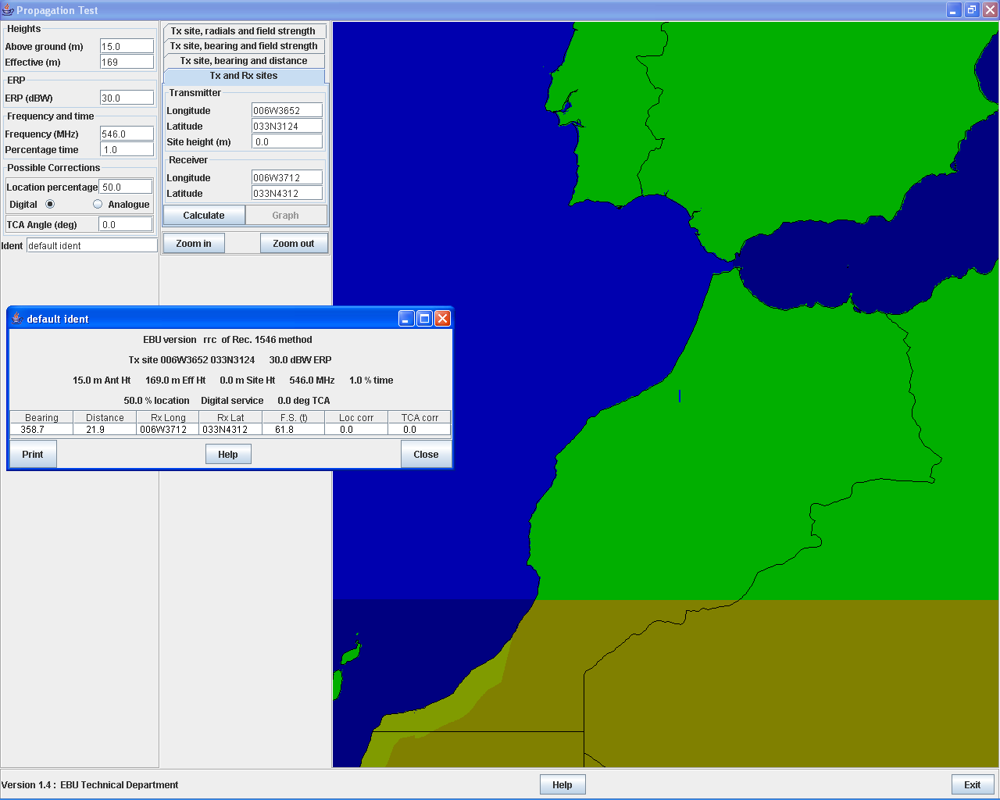 Propagation Test
Heights
Above ground (m) 15.0
Effective (m) 169
ERP
ERP (dBW) 30.0
Frequency and time
Frequency (MHz) 546.0
Percentage time 1.0
Possible Corrections
Location percentage 50.0
Digital Analogue
TCA Angle (deg) 0.0
Ident default ident
Tx site, radials and field strength
Tx site, bearing and field strength
Tx site, bearing and distance
Tx and Rx sites
Transmitter
Longitude 006W3652
Latitude 033N3124
Site height (m) 0.0
Receiver
Longitude 006W3712
Latitude 033N4312
Calculate Graph
Zoom in Zoom out
default ident
EBU version rrc of Rec. 1546 method
Tx site 006W3652 033N3124 30.0 dBW ERP
15.0 m Ant Ht 169.0 m Eff Ht 0.0 m Site Ht 546.0 MHz 1.0 % time
50.0 % location Digital service 0.0 deg TCA
Bearing Distance Rx Long Rx Lat F.S. (t) Loc corr TCA corr
358.7 21.9 006W3712 033N4312 61.8 0.0 0.0
Print Help Close
Version 1.4 : EBU Technical Department Help Exit